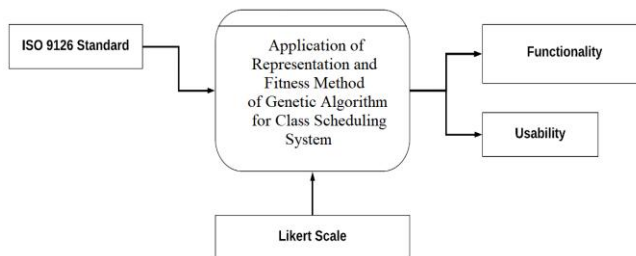 ISO 9126 Standard
Application of
Representation and
Fitness Method
of Genetic Algorithm
for Class Scheduling
System
Functionality
Usability
Likert Scale